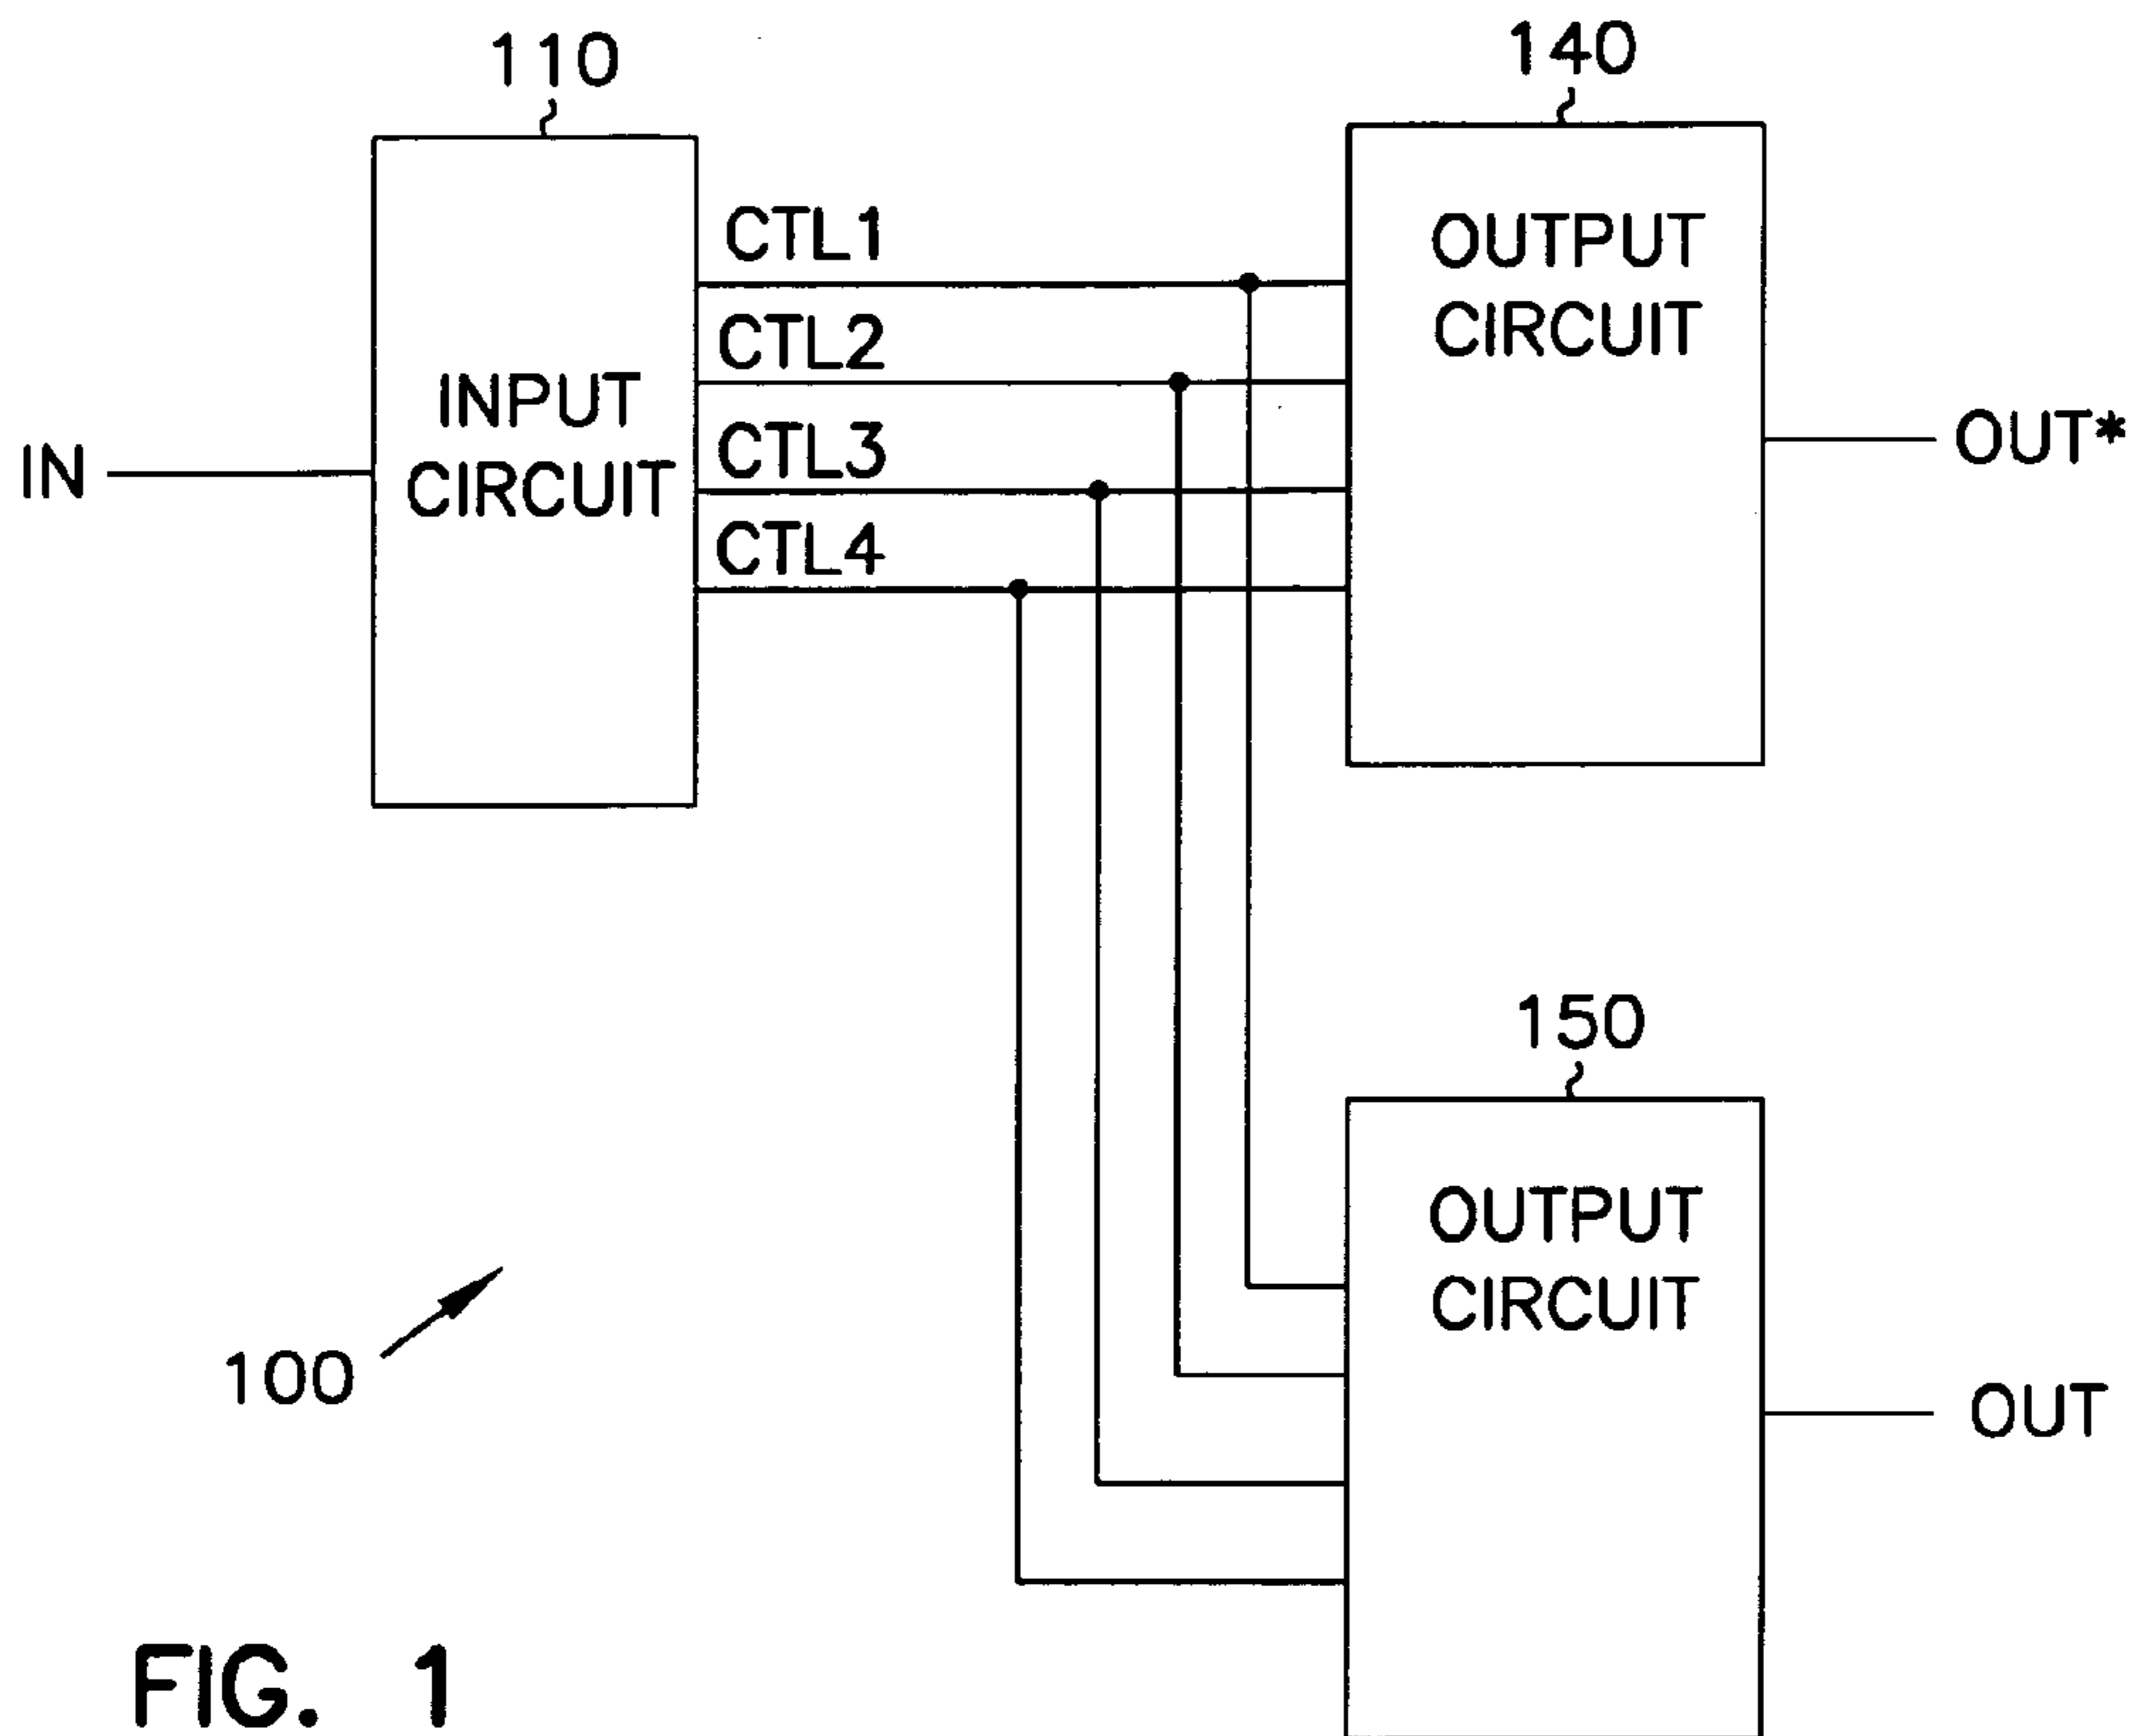 110
140
CTL1
OUTPUT
CIRCUIT
CTL2
INPUT
CIRCUIT
CTL3
OUT*
IN
CTL4
150
OUTPUT
CIRCUIT
100
OUT
FIG. 1